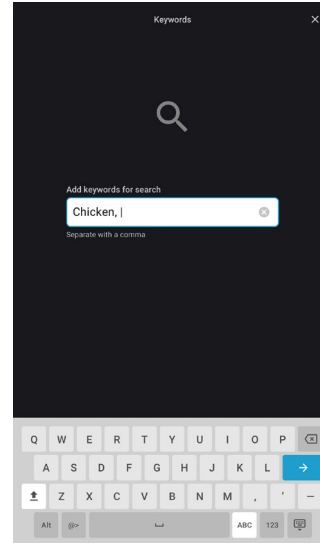 Keywords
Add keywords for search
Chicken,
Separate with a comma
Q W E R T Y U I O P
A S D F G H J K L
Z X C V B N M , ' –
Alt @> ABC 123